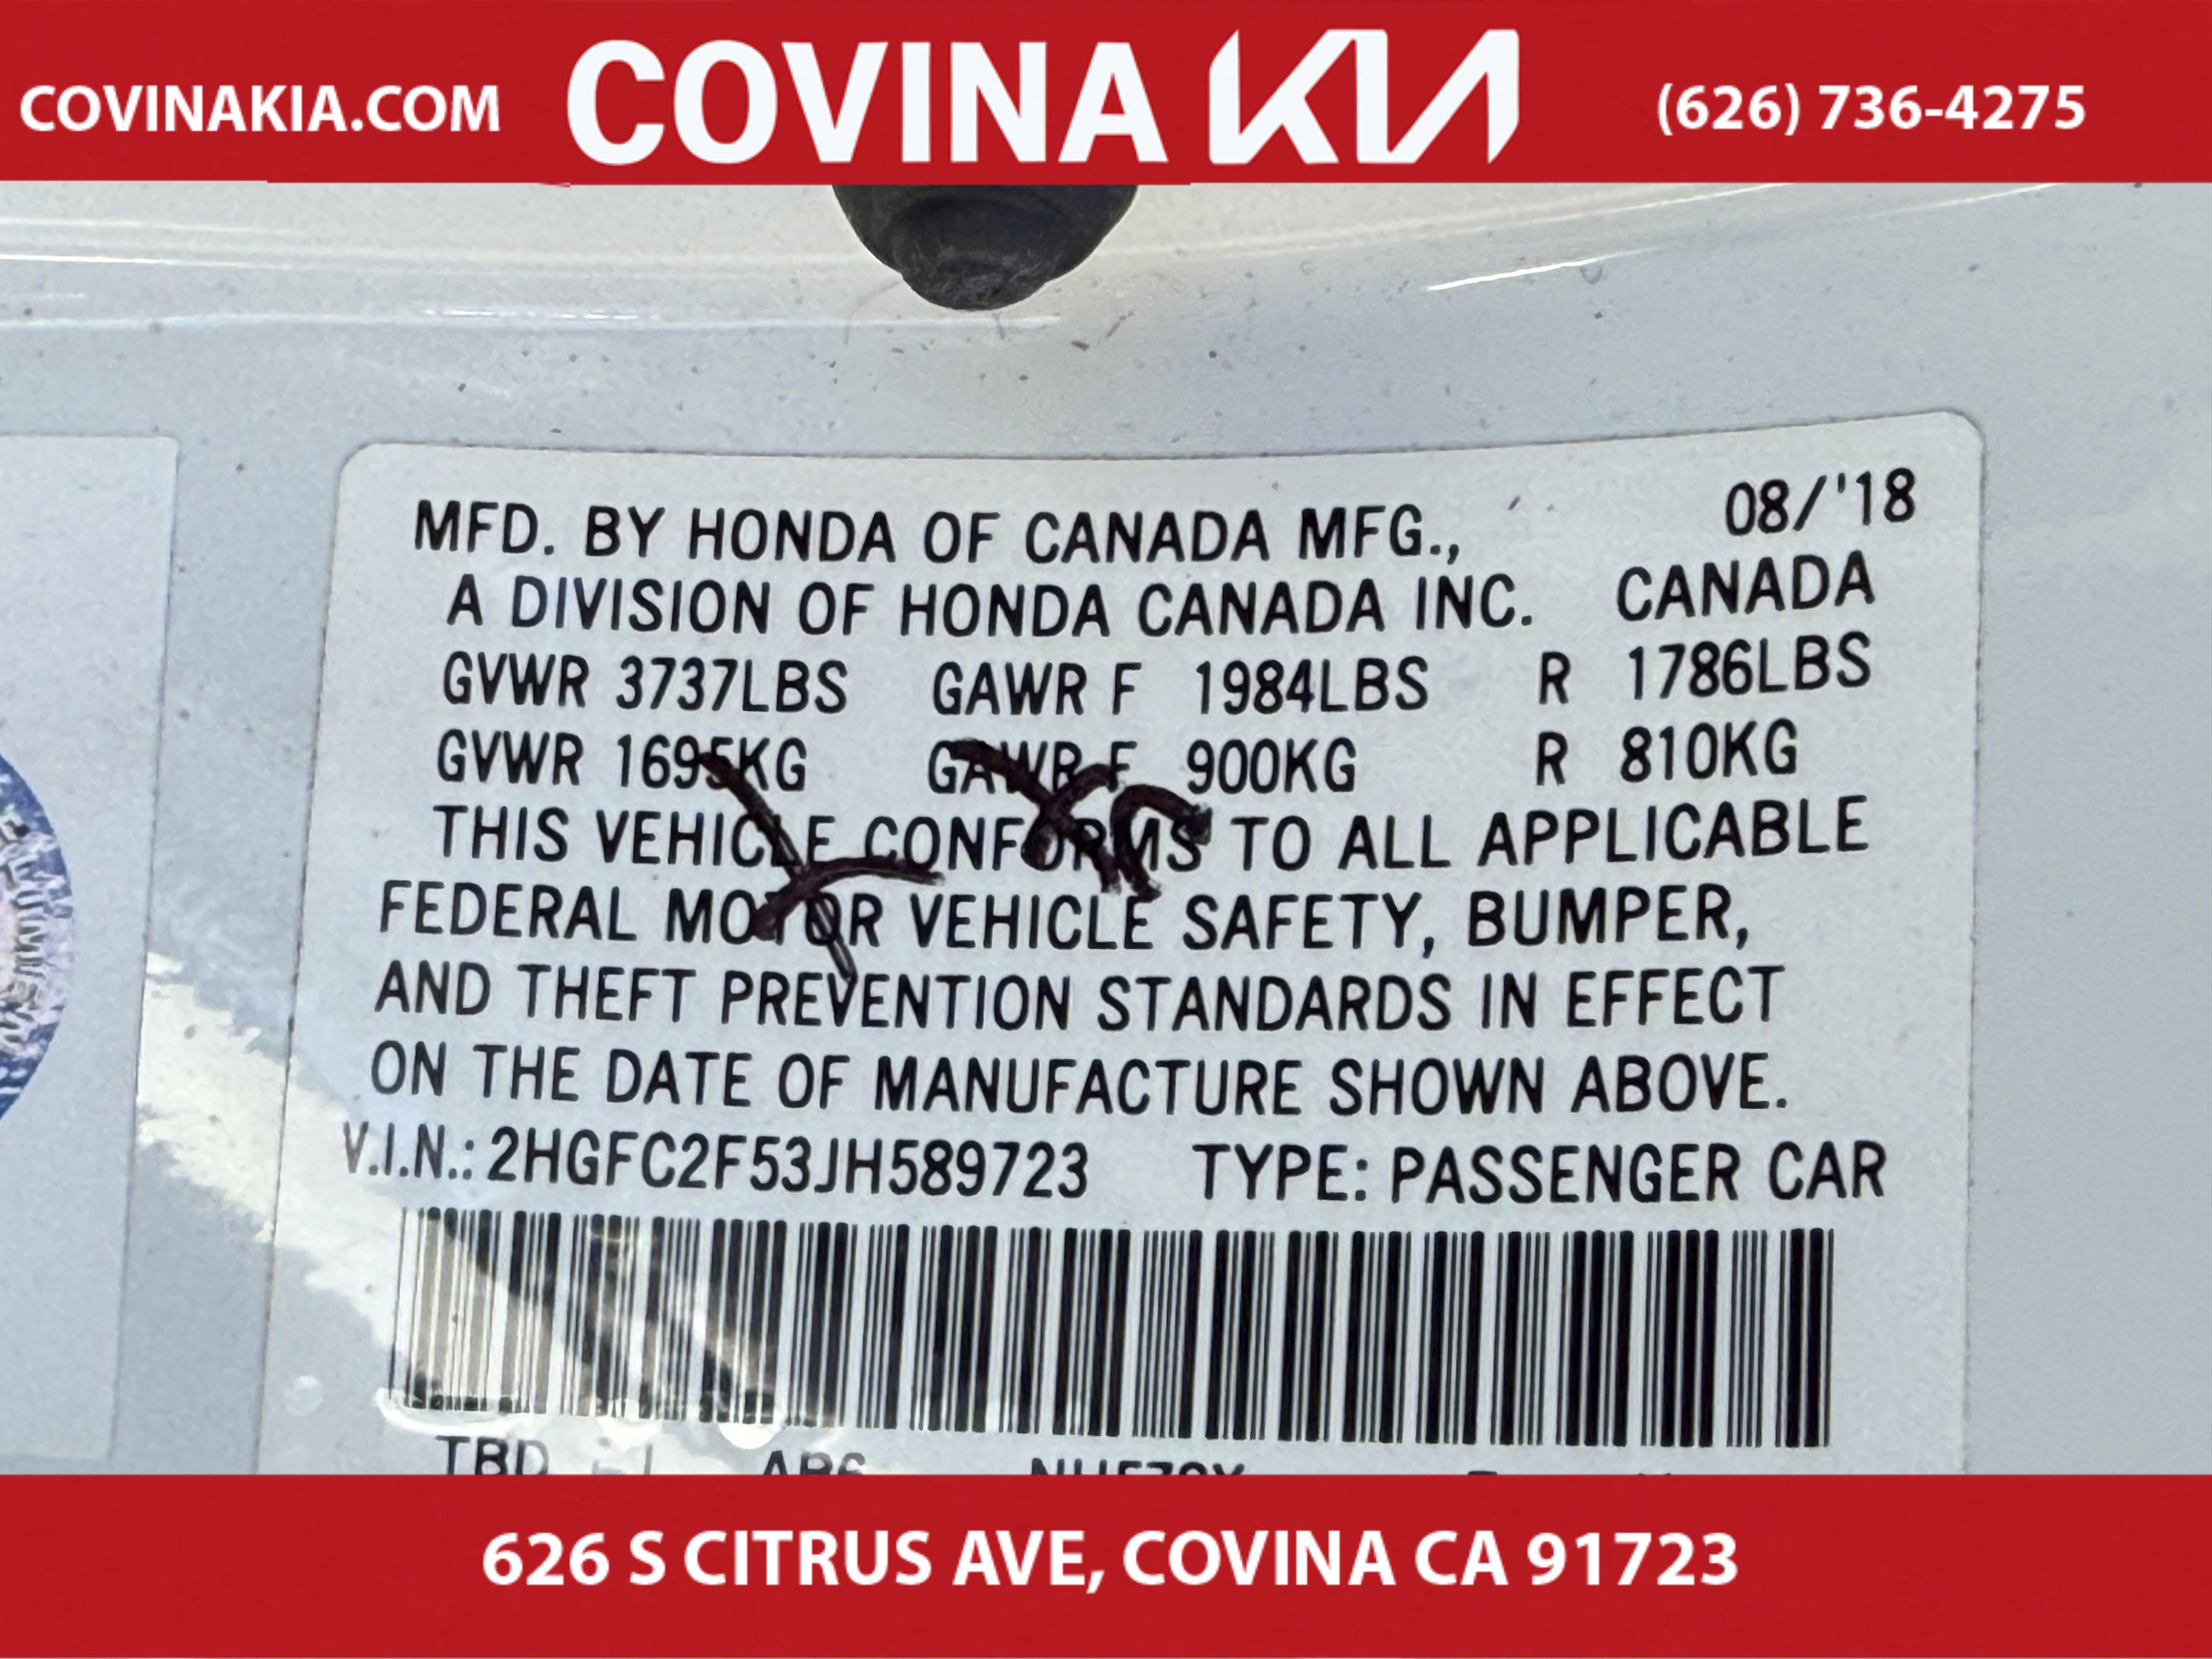 COVINAKIA.COM COVINA KIA (626) 736-4275
08/'18
MFD. BY HONDA OF CANADA MFG.,
A DIVISION OF HONDA CANADA INC. CANADA
GVWR 3737LBS GAWR F 1984LBS R 1786LBS
GVWR 1695KG GAWR F 900KG R 810KG
THIS VEHICLE CONFORMS TO ALL APPLICABLE
FEDERAL MOTOR VEHICLE SAFETY, BUMPER,
AND THEFT PREVENTION STANDARDS IN EFFECT
ON THE DATE OF MANUFACTURE SHOWN ABOVE.
V.I.N.: 2HGFC2F53JH589723 TYPE: PASSENGER CAR
TBD
626 S CITRUS AVE, COVINA CA 91723